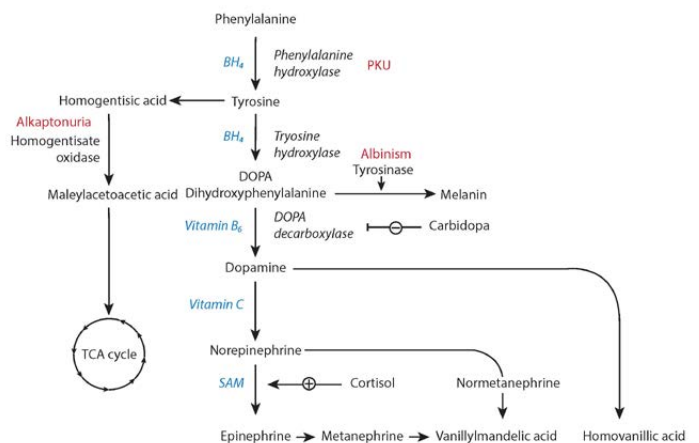 Phenylalanine
BH₄
Phenylalanine
hydroxylase
PKU
Homogentisic acid
Tyrosine
Alkaptonuria
Homogentisate
oxidase
BH₄
Tryosine
hydroxylase
Albinism
Tyrosinase
DOPA
Maleylacetoacetic acid
Dihydroxyphenylalanine
Melanin
Vitamin B₆
DOPA
decarboxylase
Carbidopa
Dopamine
Vitamin C
TCA cycle
Norepinephrine
SAM
Cortisol
Normetanephrine
Epinephrine
Metanephrine
Vanillylmandelic acid
Homovanillic acid